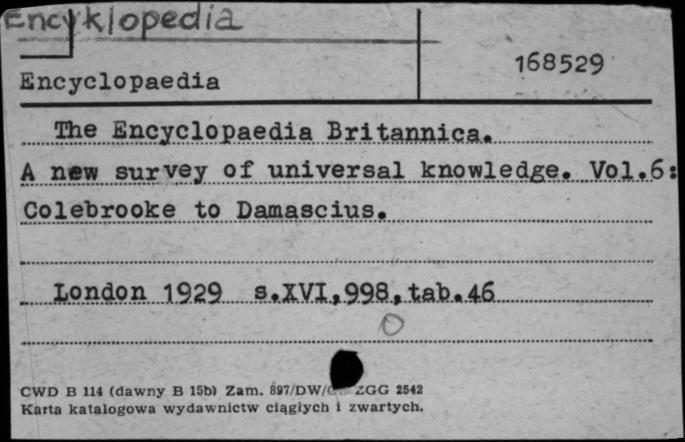 Encyklopedia
168529
Encyclopaedia
The Encyclopaedia Britannica.
A new survey of universal knowledge. Vol.6:
Colebrooke to Damascius.
London 1929 s.XVI,998,tab.46
CWD B 114 (dawny B 15b) Zam. 897/DW/ ZGG 2542
Karta katalogowa wydawnictw ciągłych i zwartych.